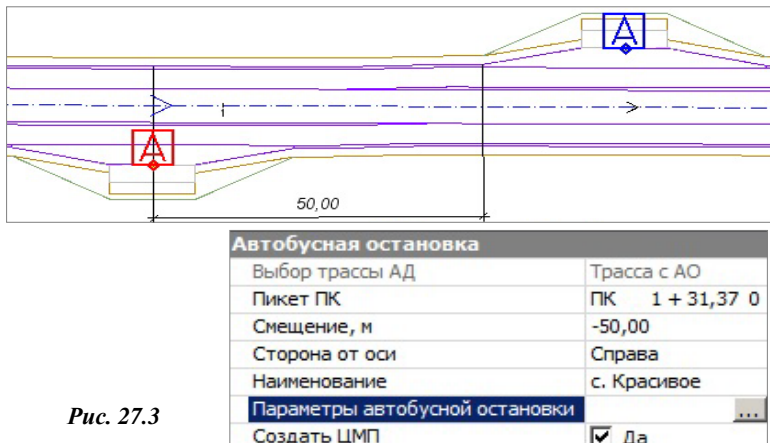 А
А
1
50,00
Автобусная остановка
Выбор трассы АД Трасса с АО
Пикет ПК ПК 1 + 31,37 0
Смещение, м -50,00
Сторона от оси Справа
Наименование с. Красивое
Параметры автобусной остановки ...
Создать ЦМП Да
Рис. 27.3